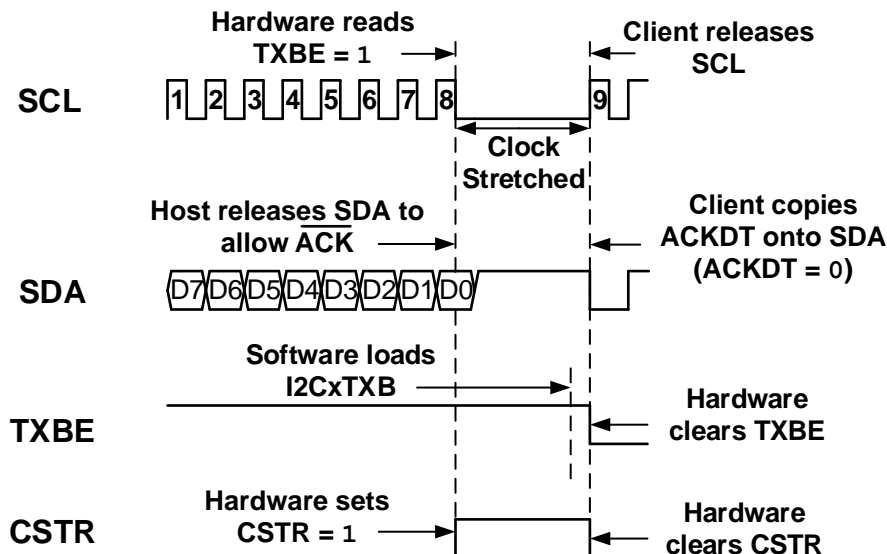 Hardware reads
TXBE = 1
Client releases
SCL
SCL
1 2 3 4 5 6 7 8 9
Clock
Stretched
Host releases SDA to
allow A̅C̅K̅
Client copies
ACKDT onto SDA
(ACKDT = 0)
SDA
D7 D6 D5 D4 D3 D2 D1 D0
Software loads
I2CxTXB
TXBE
Hardware
clears TXBE
Hardware sets
CSTR = 1
CSTR
Hardware
clears CSTR